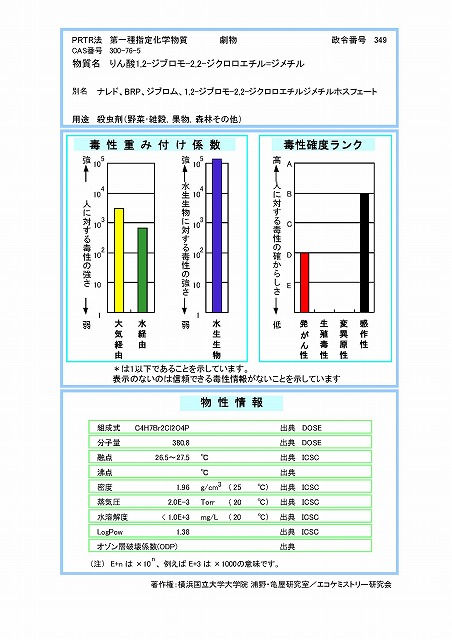 PRTR法 第一種指定化学物質 劇物 政令番号 349
CAS番号 300-76-5
物質名 りん酸1,2-ジブロモ-2,2-ジクロロエチル=ジメチル
別名 ナレド、BRP、ジブロム、1,2-ジブロモ-2,2-ジクロロエチルジメチルホスフェート
用途 殺虫剤(野菜・雑穀, 果物, 森林その他)
毒性重み付け係数
強
人に対する毒性の強さ
弱
10^5
10^4
10^3
10^2
10
1
大気経由
水経由
強
水生生物に対する毒性の強さ
弱
10^5
10^4
10^3
10^2
10
1
水生生物
毒性確度ランク
高
人に対する毒性の確からしさ
低
A
B
C
D
E
発がん性
生殖毒性
変異原性
感作性
*は1以下であることを示しています。
表示のないのは信頼できる毒性情報がないことを示しています
物性情報
組成式 C4H7Br2Cl2O4P 出典 DOSE
分子量 380.8 出典 DOSE
融点 26.5~27.5 ℃ 出典 ICSC
沸点 ℃ 出典
密度 1.96 g/cm^3 (25 ℃) 出典 ICSC
蒸気圧 2.0E-3 Torr (20 ℃) 出典 ICSC
水溶解度 <1.0E+3 mg/L (20 ℃) 出典 ICSC
LogPow 1.38 出典 ICSC
オゾン層破壊係数(ODP) 出典
(注) E+n は ×10^n、例えば E+3 は ×1000の意味です。
著作権:横浜国立大学大学院 浦野・亀屋研究室/エコケミストリー研究会